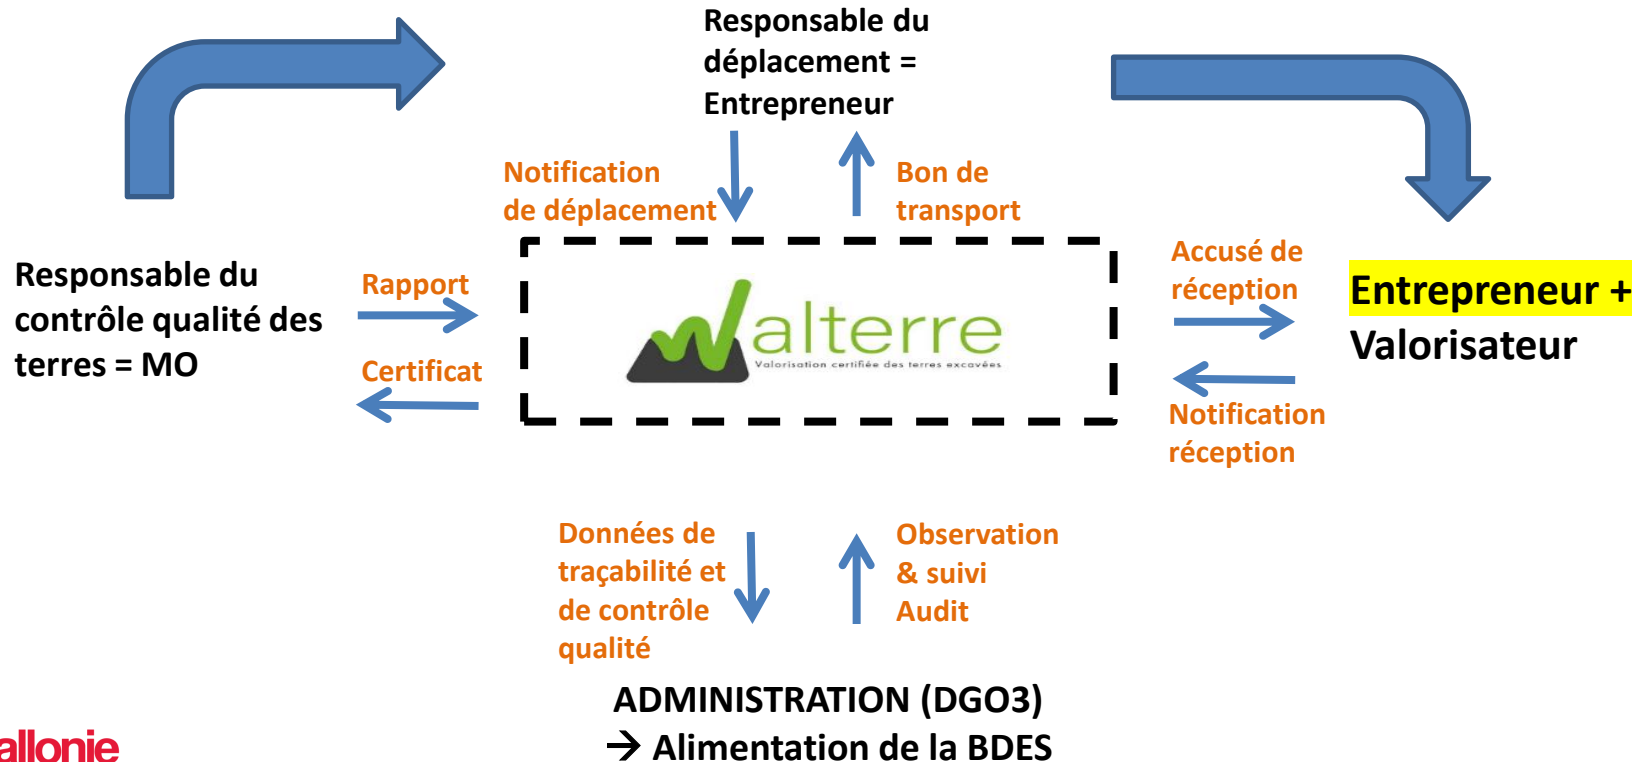 Responsable du
déplacement =
Entrepreneur
Notification
de déplacement
Bon de
transport
Responsable du
contrôle qualité des
terres = MO
Rapport
Certificat
Walterre
Valorisation certifiée des terres excavées
Accusé de
réception
Notification
réception
Entrepreneur +
Valorisateur
Données de
traçabilité et
de contrôle
qualité
Observation
& suivi
Audit
ADMINISTRATION (DGO3)
→ Alimentation de la BDES
allonie